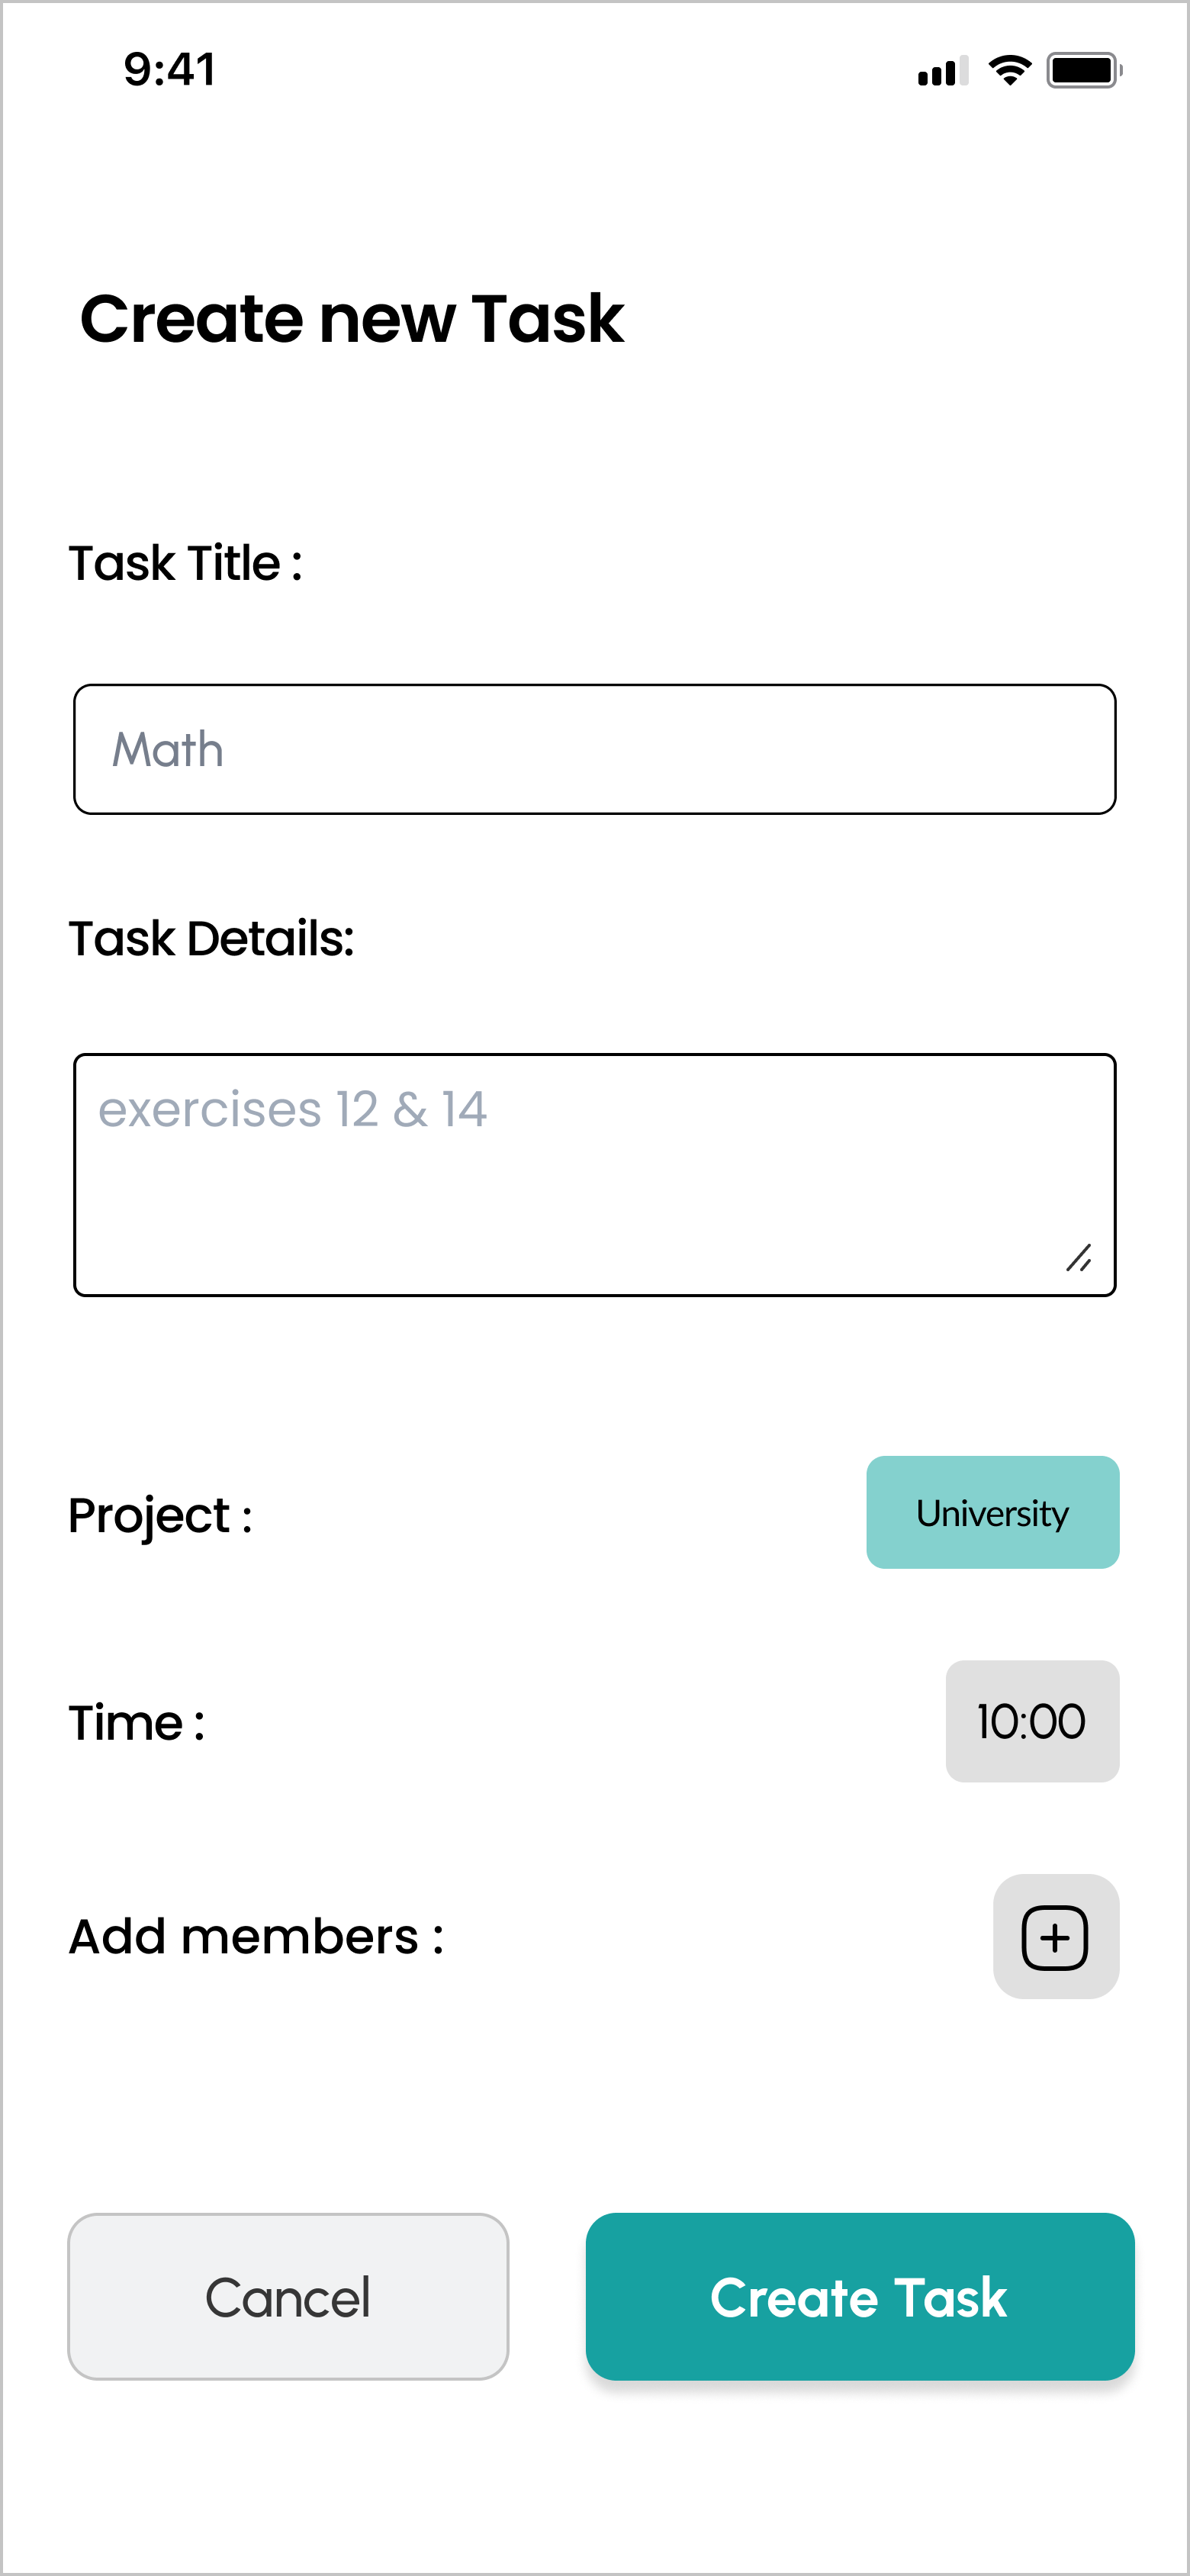 9:41
Create new Task
Task Title :
Math
Task Details:
exercises 12 & 14
Project :
University
Time :
10:00
Add members :
Cancel
Create Task